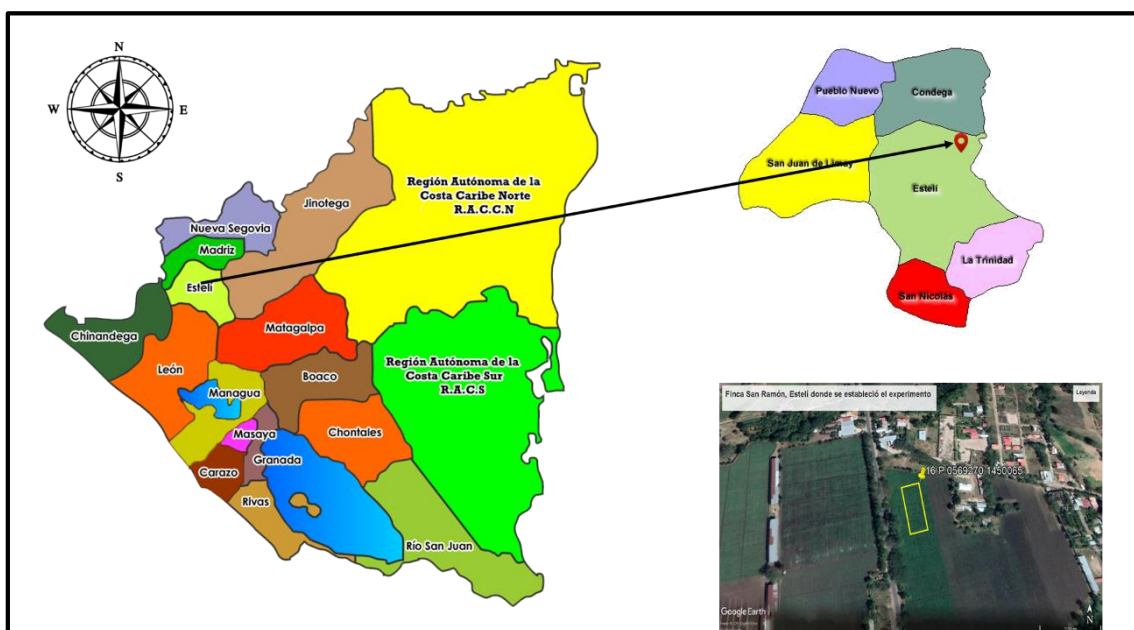 N
W
E
S
Nueva Segovia
Jinotega
Madriz
Estelí
Chinandega
Región Autónoma de la
Costa Caribe Norte
R.A.C.C.N
Matagalpa
León
Boaco
Región Autónoma de la
Costa Caribe Sur
R.A.C.S
Managua
Masaya
Chontales
Carazo
Granada
Rivas
Río San Juan
Pueblo Nuevo
Condega
San Juan de Limay
Estelí
La Trinidad
San Nicolás
Finca San Ramón, Estelí donde se estableció el experimento
Leyenda
16 P 0569270 1450065
Google Earth
N